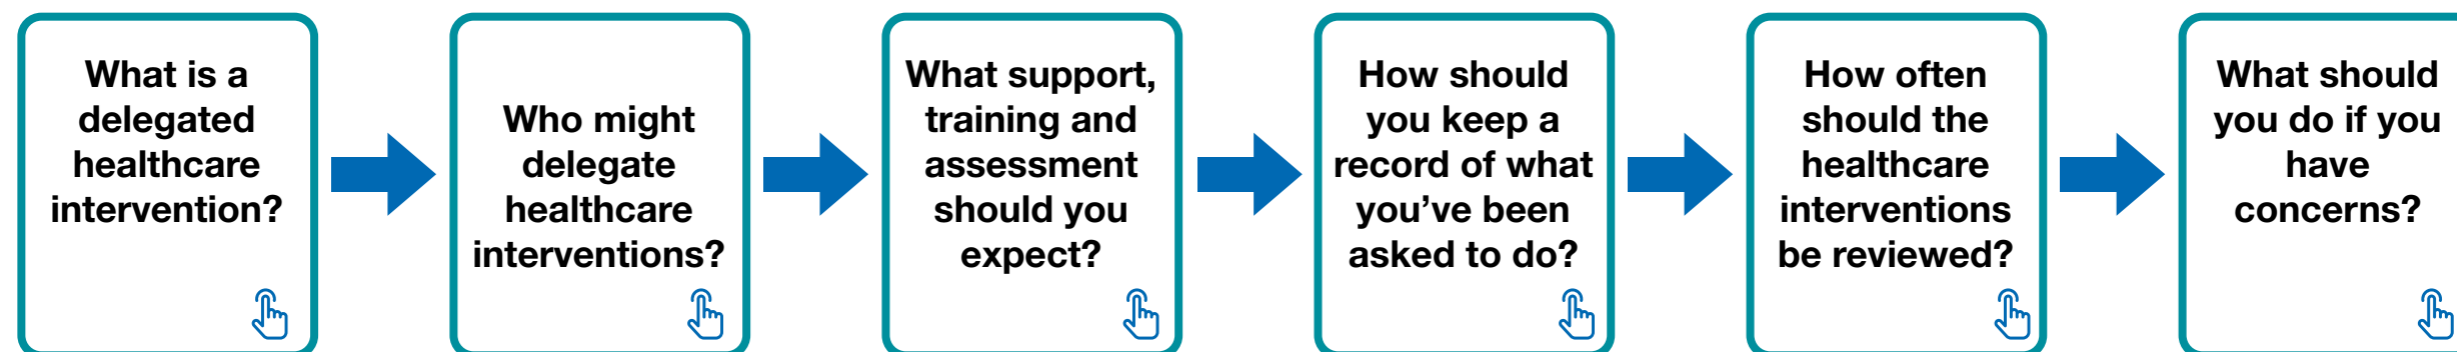 What is a
delegated
healthcare
intervention?
Who might
delegate
healthcare
interventions?
What support,
training and
assessment
should you
expect?
How should
you keep a
record of what
you’ve been
asked to do?
How often
should the
healthcare
interventions
be reviewed?
What should
you do if you
have
concerns?